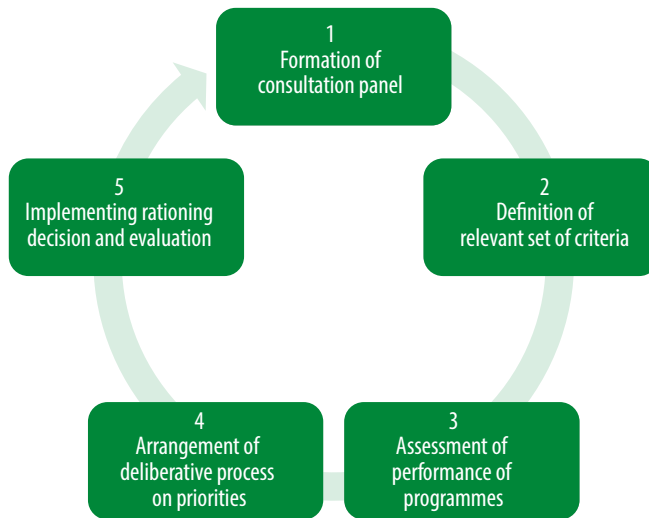 1
Formation of
consultation panel
2
Definition of
relevant set of criteria
3
Assessment of
performance of
programmes
4
Arrangement of
deliberative process
on priorities
5
Implementing rationing
decision and evaluation